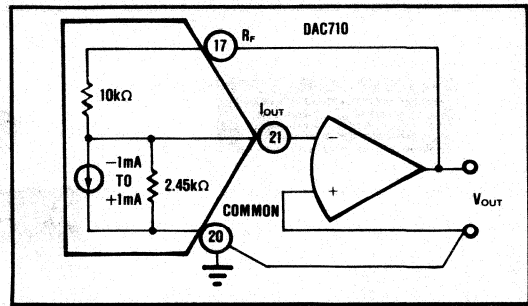 DAC710
17
R_F
10kΩ
I_OUT
21
−
−1mA
TO
+1mA
2.45kΩ
+
COMMON
20
V_OUT